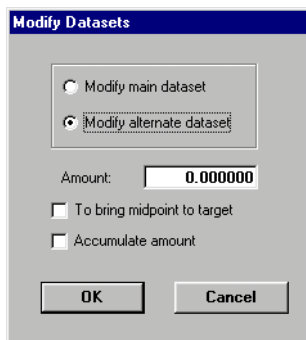 Modify Datasets
Modify main dataset
Modify alternate dataset
Amount: 0.000000
To bring midpoint to target
Accumulate amount
OK Cancel